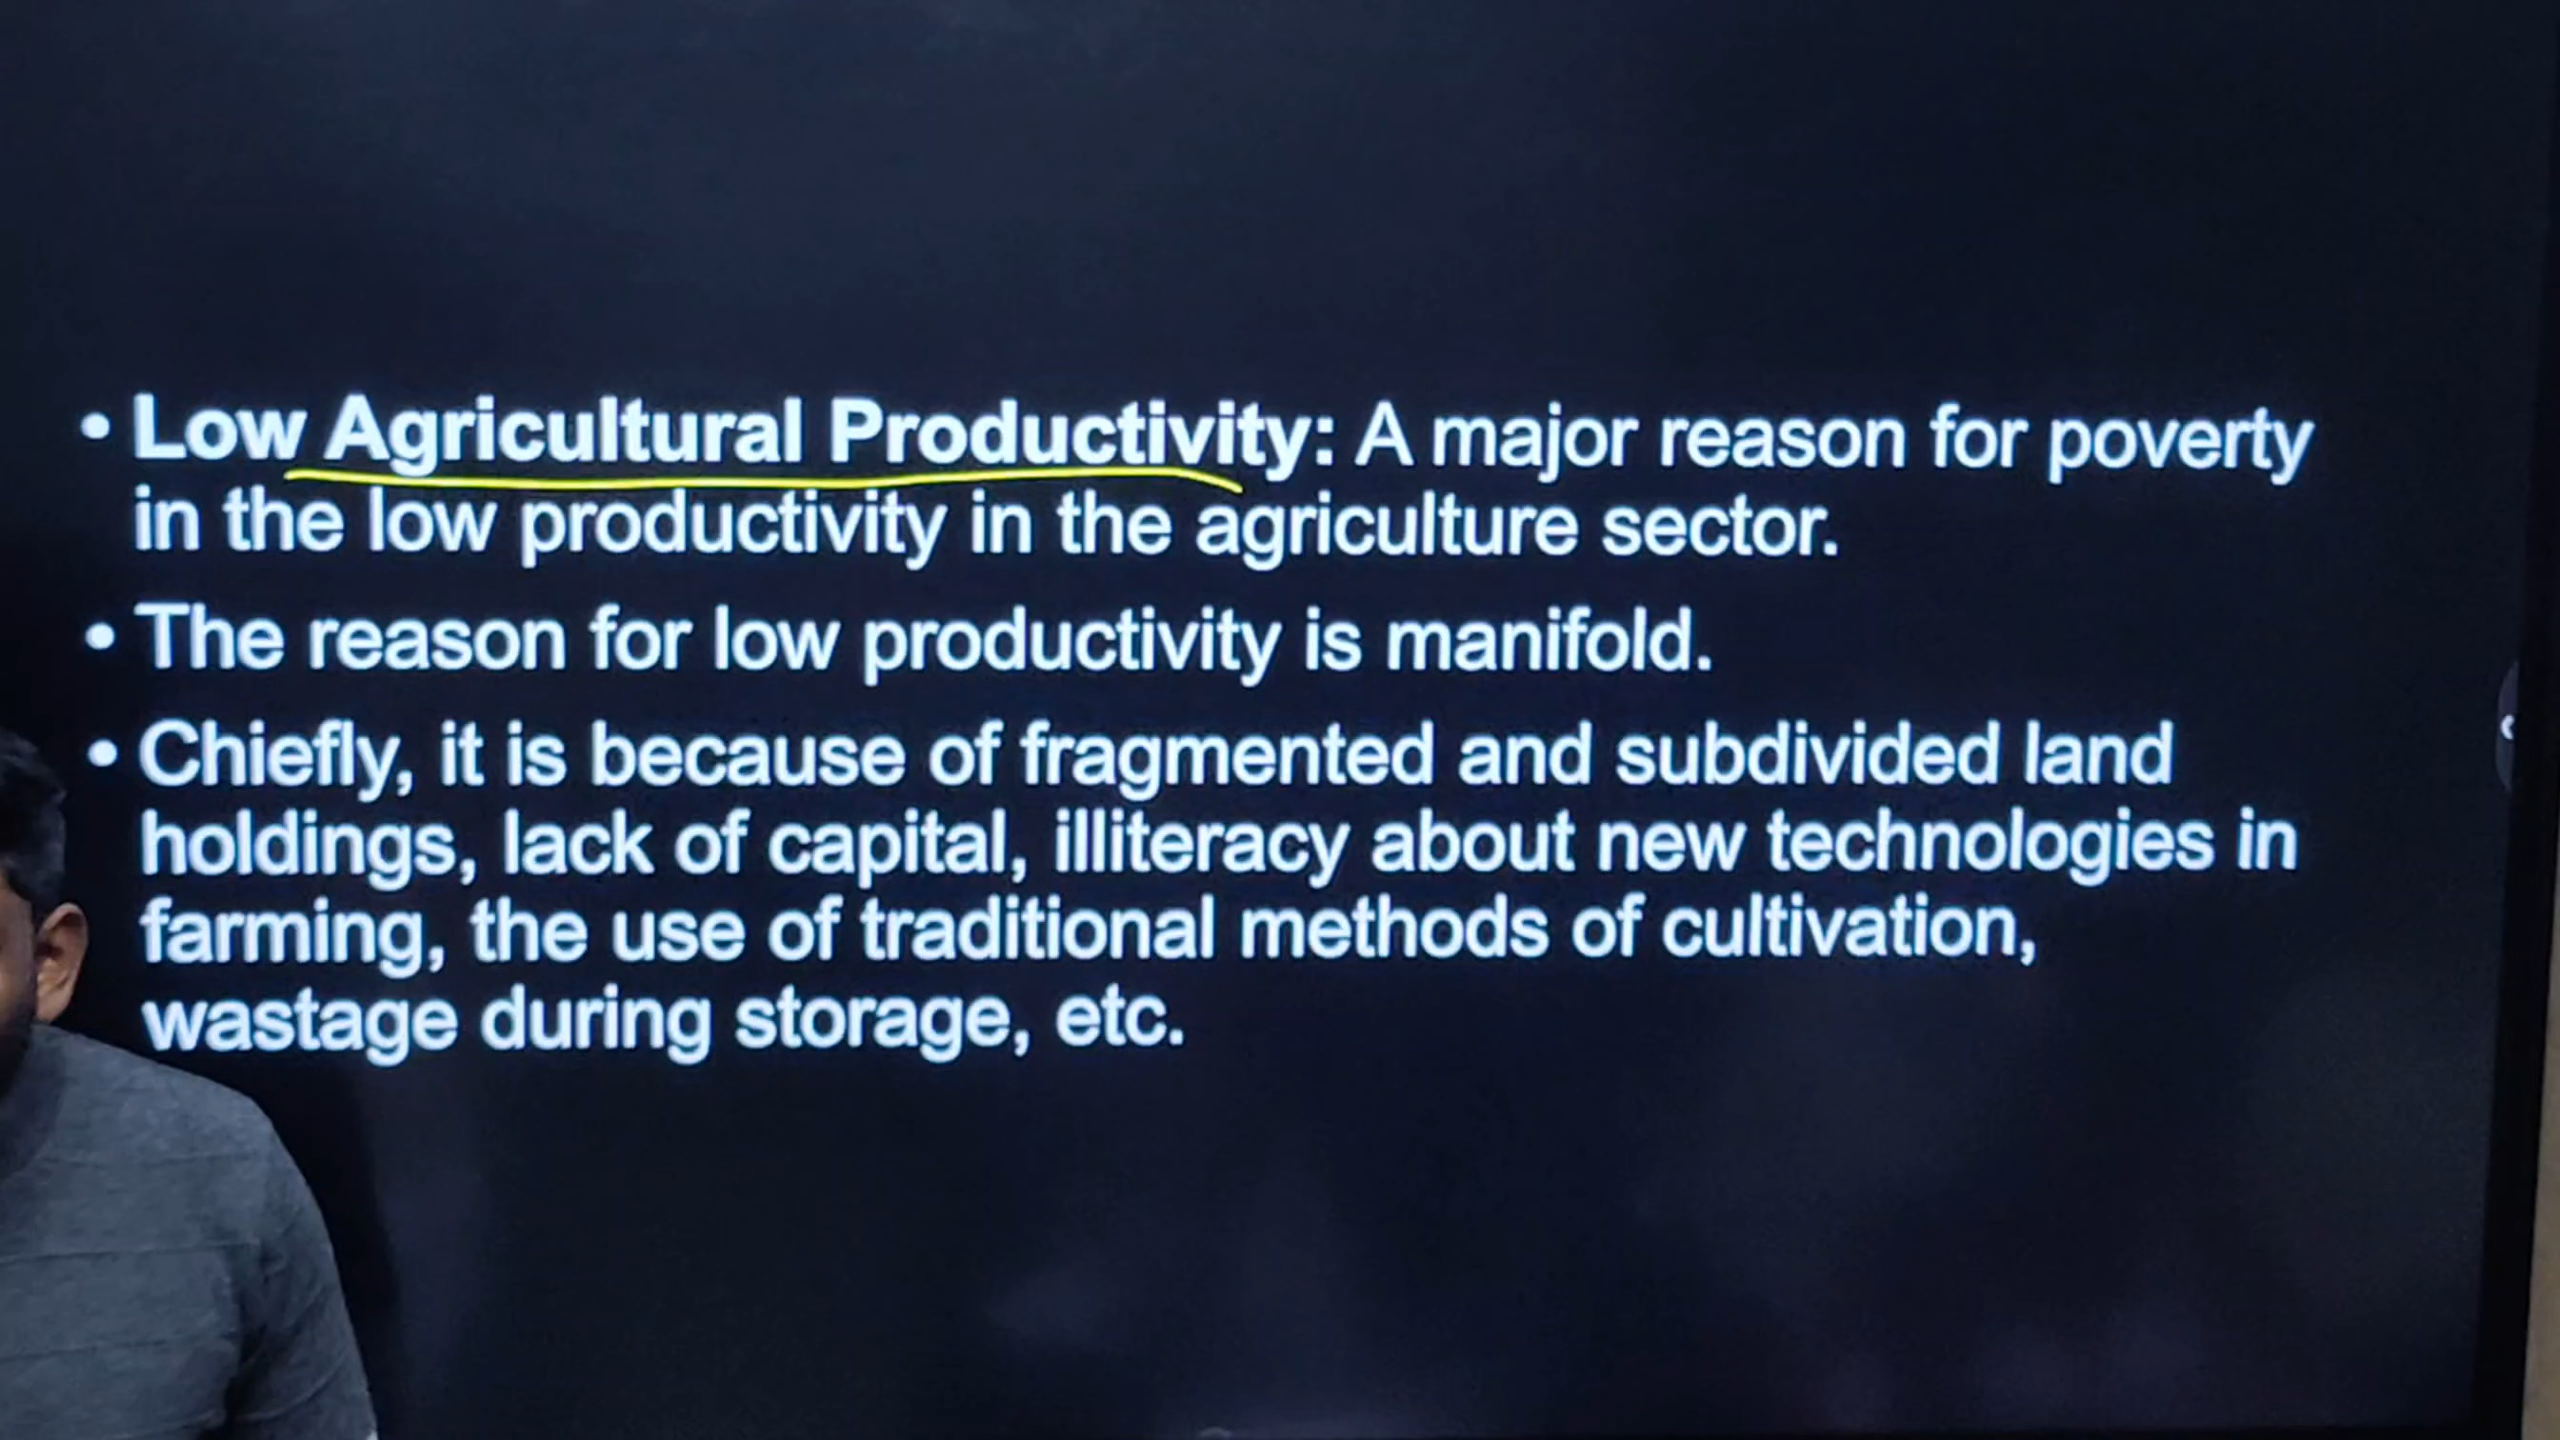 • Low Agricultural Productivity: A major reason for poverty
in the low productivity in the agriculture sector.
• The reason for low productivity is manifold.
• Chiefly, it is because of fragmented and subdivided land
holdings, lack of capital, illiteracy about new technologies in
farming, the use of traditional methods of cultivation,
wastage during storage, etc.